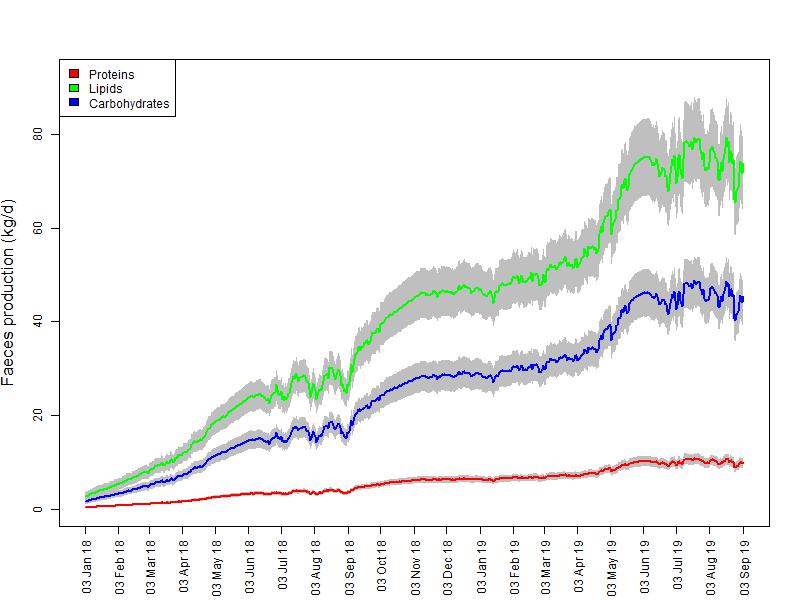 Proteins
Lipids
Carbohydrates
Faeces production (kg/d)
80
60
40
20
0
03 Jan 18
03 Feb 18
03 Mar 18
03 Apr 18
03 May 18
03 Jun 18
03 Jul 18
03 Aug 18
03 Sep 18
03 Oct 18
03 Nov 18
03 Dec 18
03 Jan 19
03 Feb 19
03 Mar 19
03 Apr 19
03 May 19
03 Jun 19
03 Jul 19
03 Aug 19
03 Sep 19